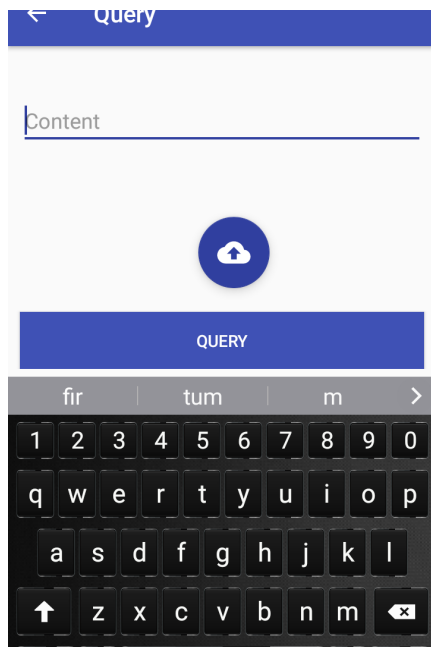 Query
Content
QUERY
fir tum m
1 2 3 4 5 6 7 8 9 0
q w e r t y u i o p
a s d f g h j k l
z x c v b n m